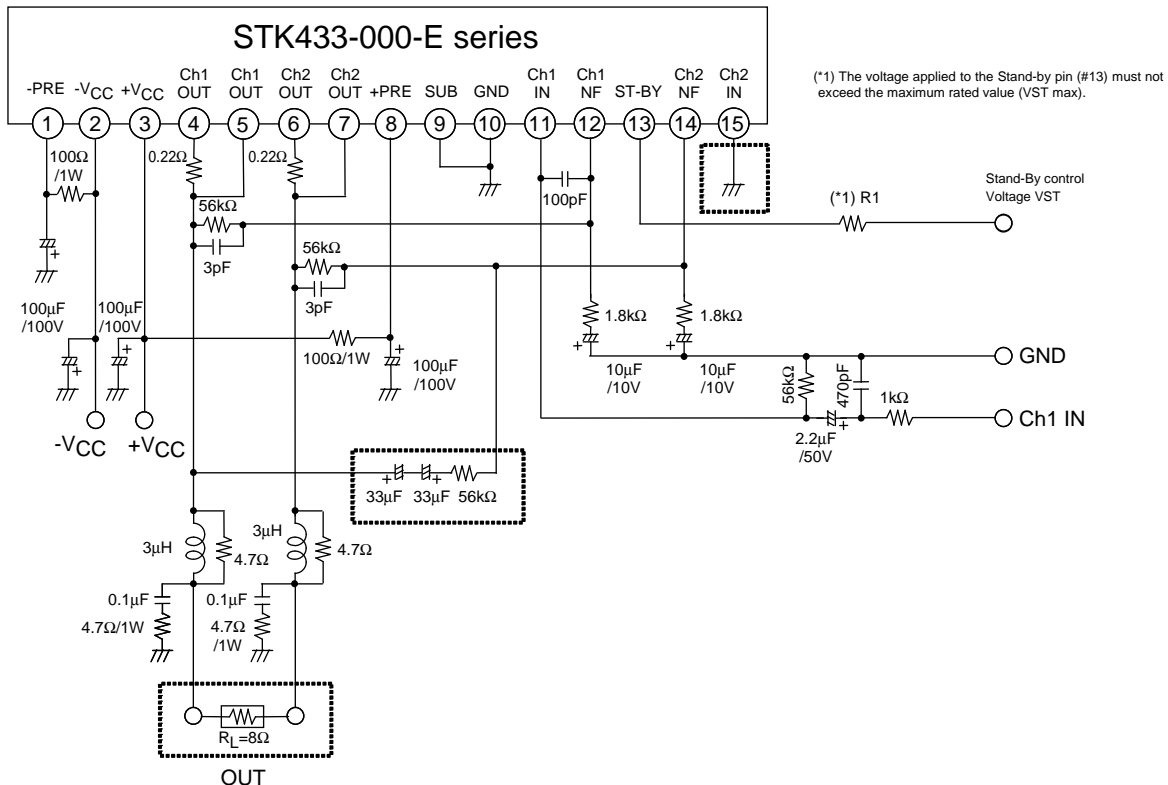 STK433-000-E series
-PRE
-VCC
+VCC
Ch1
OUT
Ch1
OUT
Ch2
OUT
Ch2
OUT
+PRE
SUB
GND
Ch1
IN
Ch1
NF
ST-BY
Ch2
NF
Ch2
IN
(*1) The voltage applied to the Stand-by pin (#13) must not
exceed the maximum rated value (VST max).
1
2
3
4
5
6
7
8
9
10
11
12
13
14
15
100Ω
/1W
0.22Ω
0.22Ω
100pF
Stand-By control
Voltage VST
(*1) R1
56kΩ
3pF
56kΩ
3pF
+
100µF
/100V
+
100µF
/100V
+
100Ω/1W
+
100µF
/100V
1.8kΩ
+
1.8kΩ
+
10µF
/10V
10µF
/10V
GND
56kΩ
470pF
1kΩ
Ch1 IN
2.2µF
/50V
+
-VCC
+VCC
+
+
33µF
33µF
56kΩ
3µH
4.7Ω
3µH
4.7Ω
0.1µF
4.7Ω/1W
0.1µF
4.7Ω
/1W
RL=8Ω
OUT